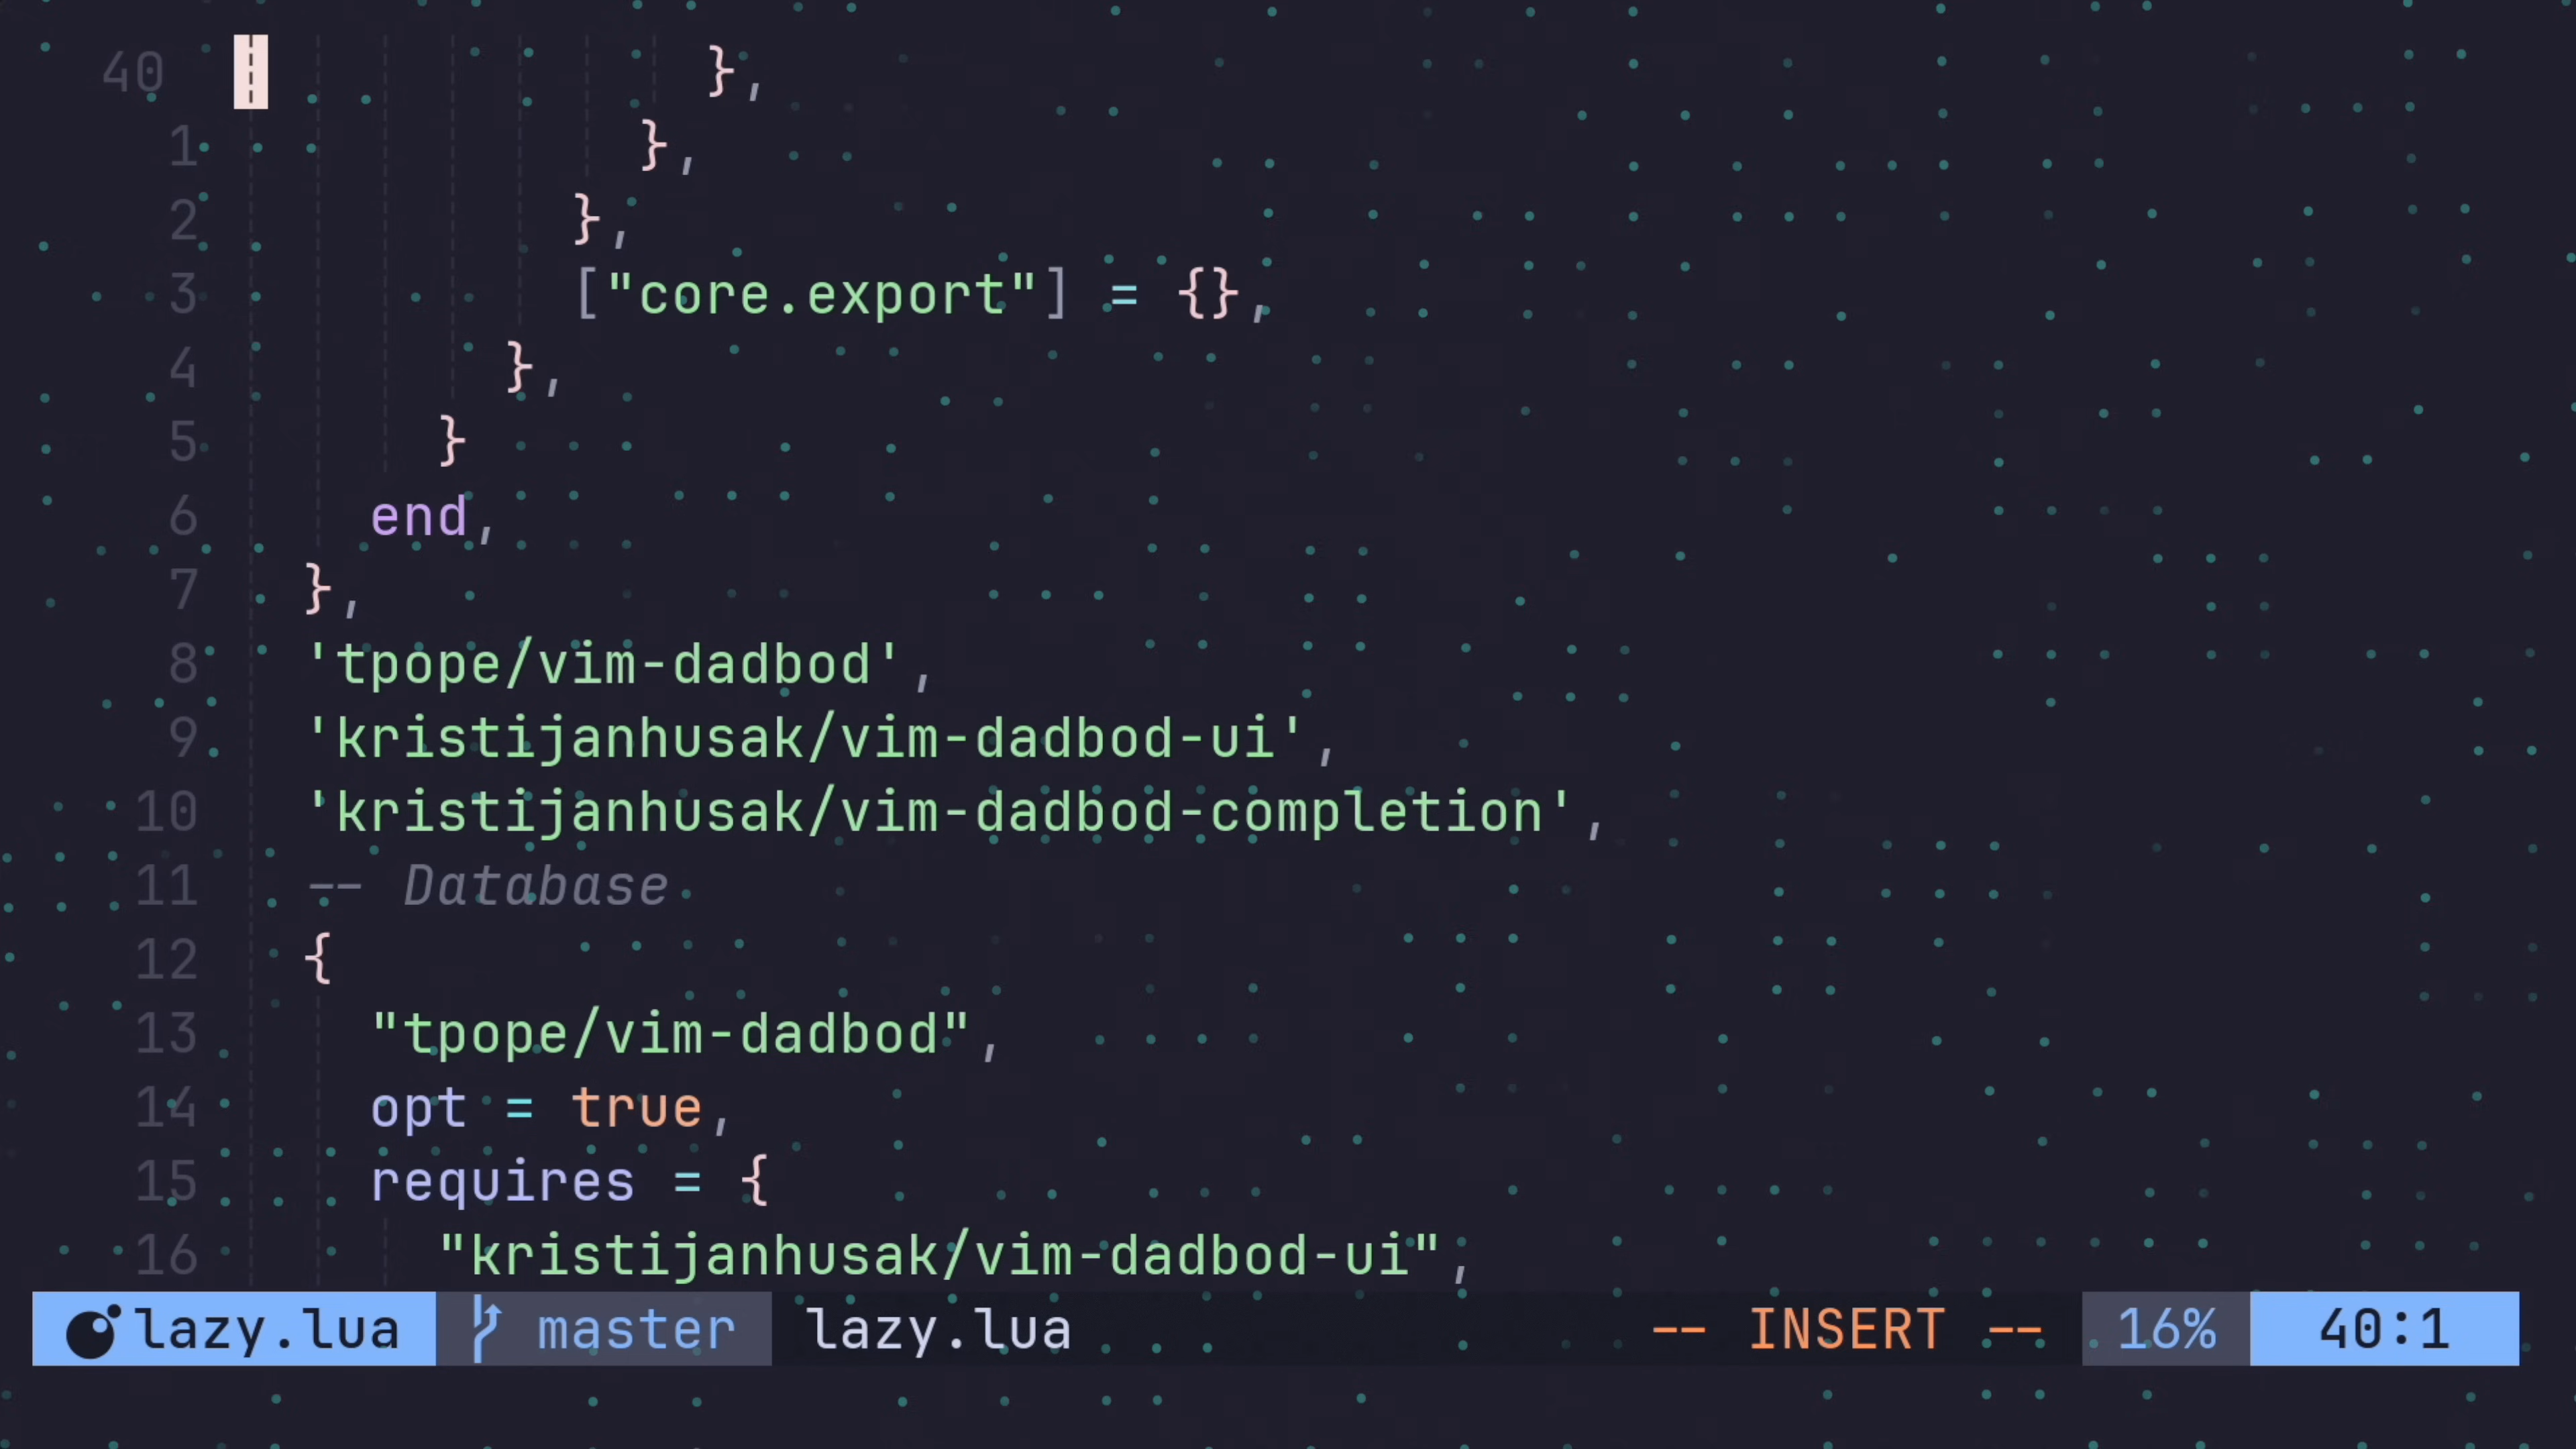 40 },
1 },
2 },
3 ["core.export"] = {},
4 },
5 }
6 end,
7 },
8 'tpope/vim-dadbod',
9 'kristijanhusak/vim-dadbod-ui',
10 'kristijanhusak/vim-dadbod-completion',
11 -- Database
12 {
13 "tpope/vim-dadbod",
14 opt = true,
15 requires = {
16 "kristijanhusak/vim-dadbod-ui",
lazy.lua master lazy.lua -- INSERT -- 16% 40:1